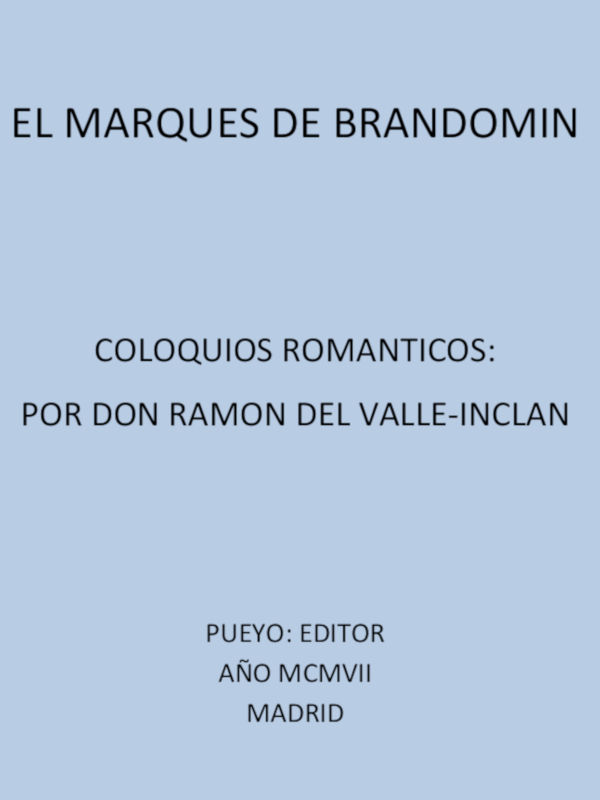 EL MARQUES DE BRANDOMIN
COLOQUIOS ROMANTICOS:
POR DON RAMON DEL VALLE-INCLAN
PUEYO: EDITOR
AÑO MCMVII
MADRID